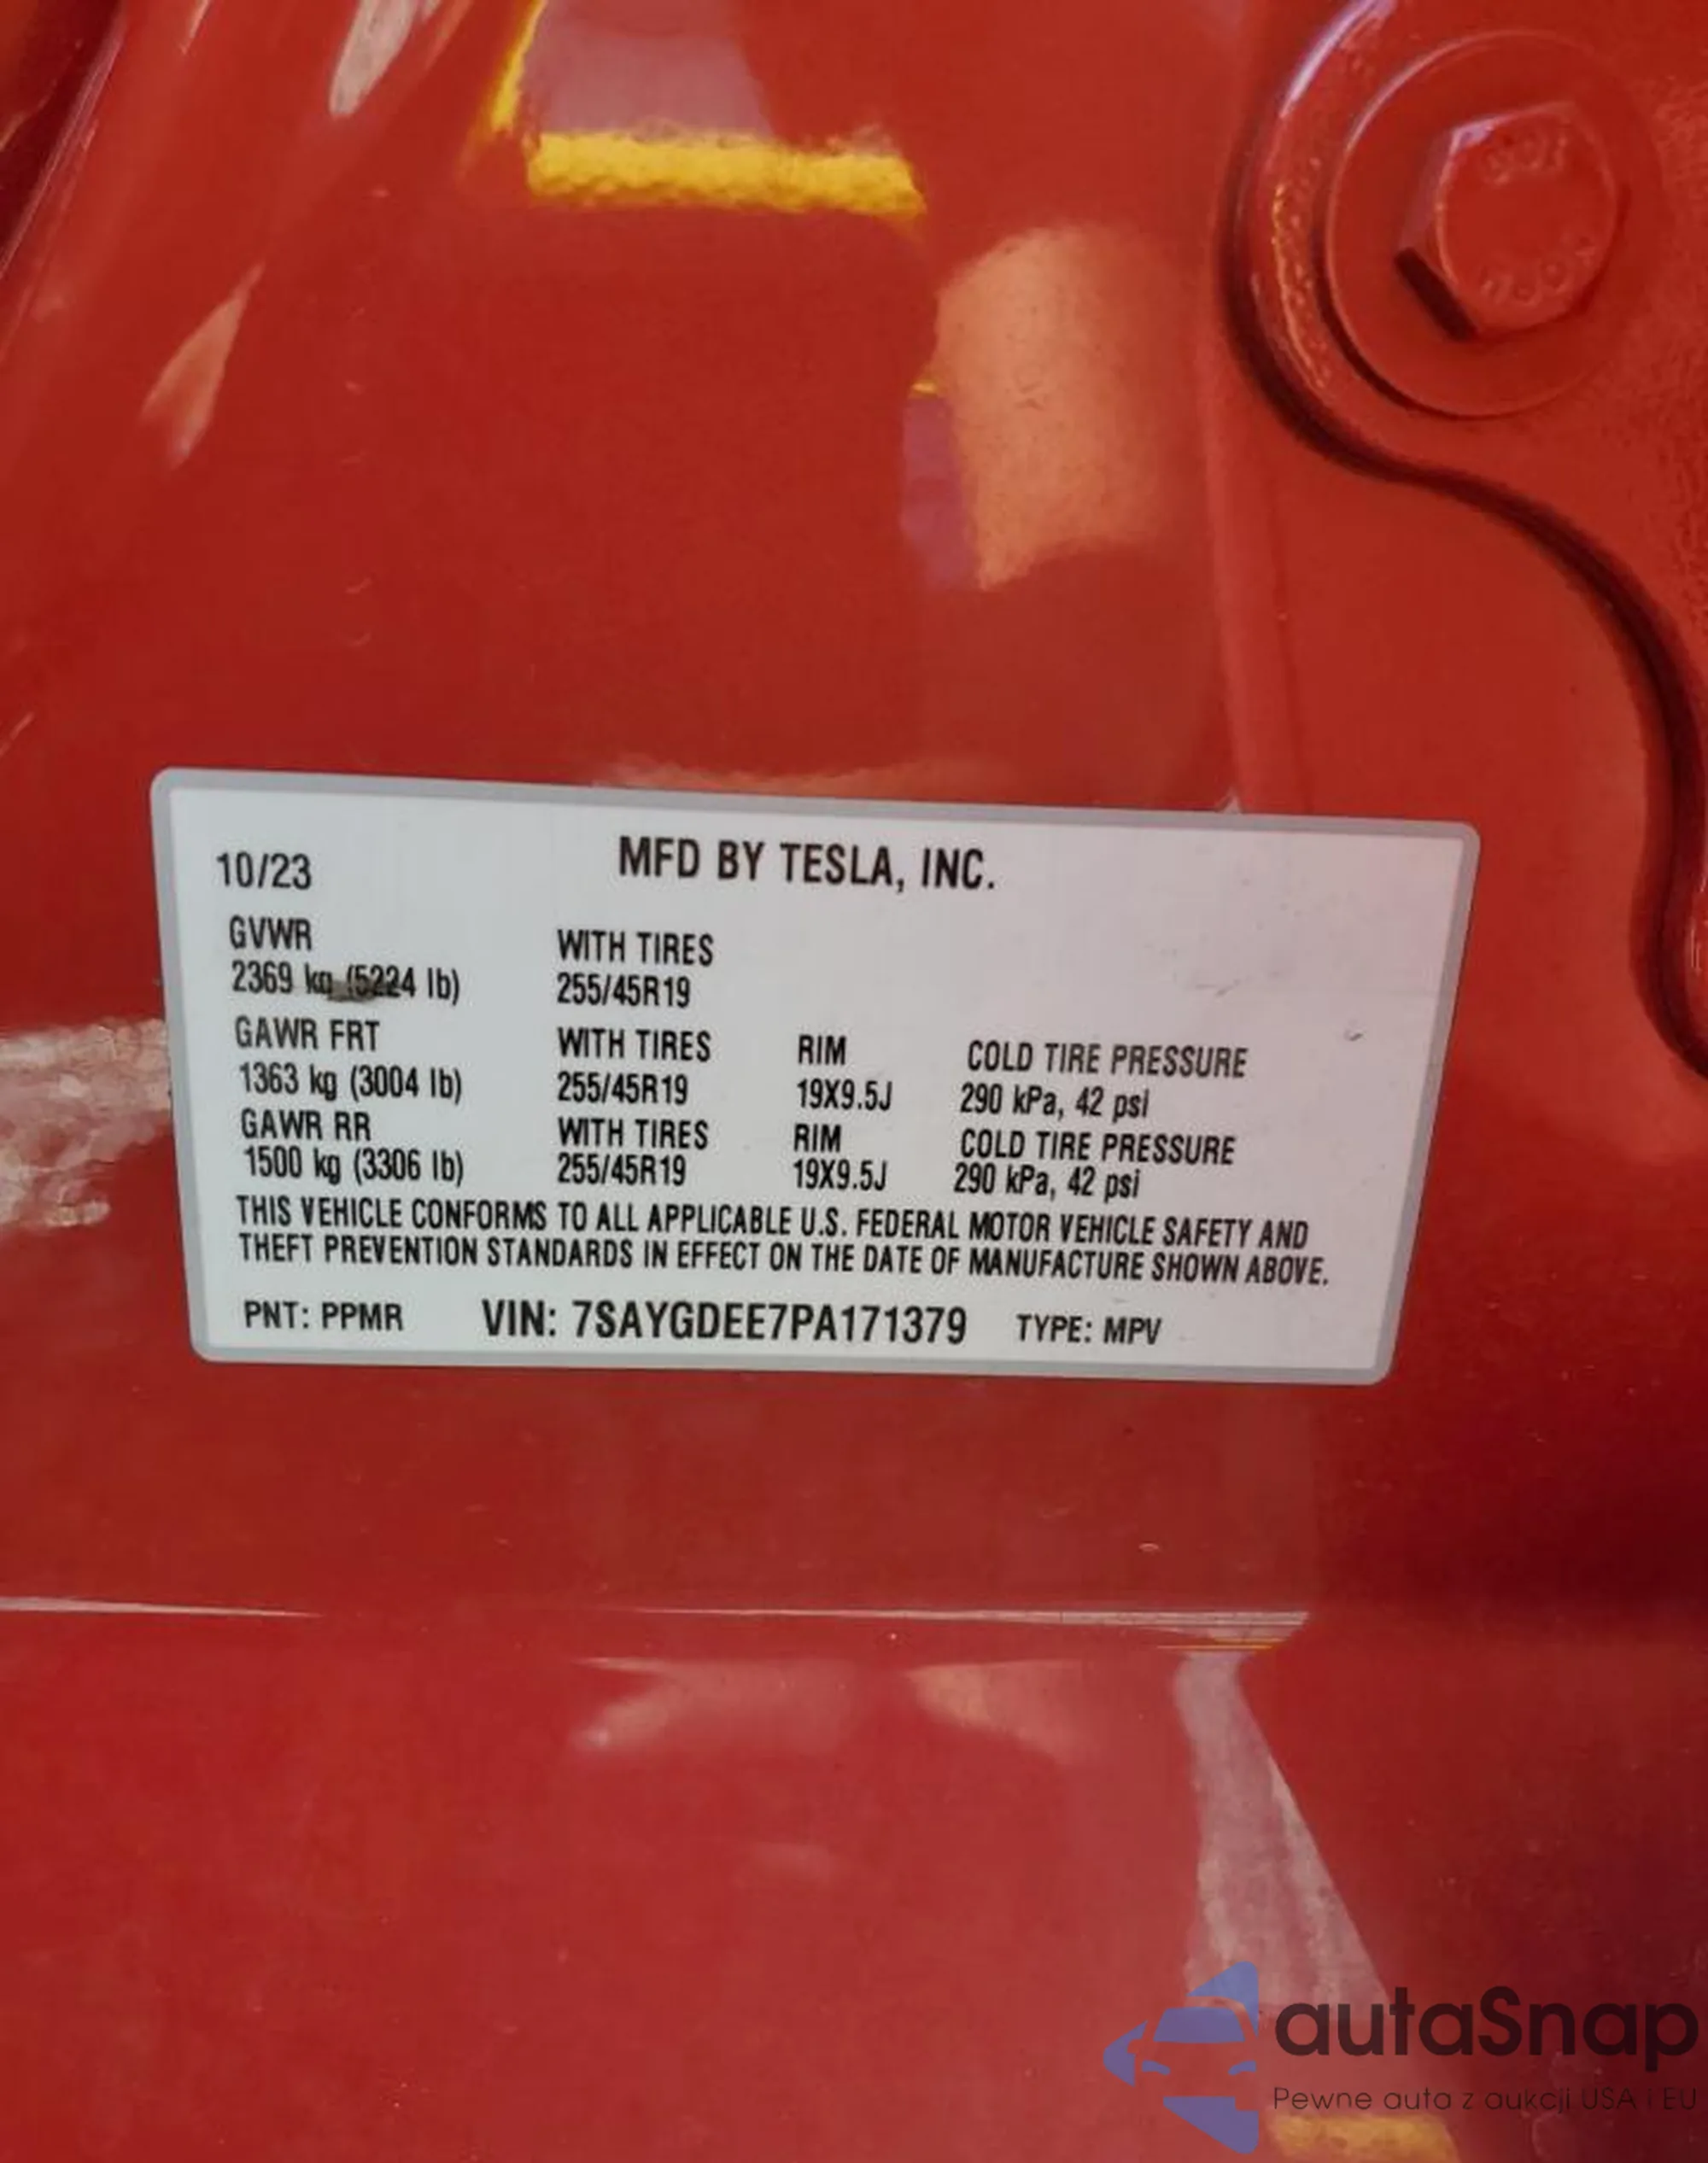 10/23 MFD BY TESLA, INC.
GVWR WITH TIRES
2369 kg (5224 lb) 255/45R19
GAWR FRT WITH TIRES RIM COLD TIRE PRESSURE
1363 kg (3004 lb) 255/45R19 19X9.5J 290 kPa, 42 psi
GAWR RR WITH TIRES RIM COLD TIRE PRESSURE
1500 kg (3306 lb) 255/45R19 19X9.5J 290 kPa, 42 psi
THIS VEHICLE CONFORMS TO ALL APPLICABLE U.S. FEDERAL MOTOR VEHICLE SAFETY AND
THEFT PREVENTION STANDARDS IN EFFECT ON THE DATE OF MANUFACTURE SHOWN ABOVE.
PNT: PPMR VIN: 7SAYGDEE7PA171379 TYPE: MPV
autaSnap
Pewne auta z aukcji USA i EU